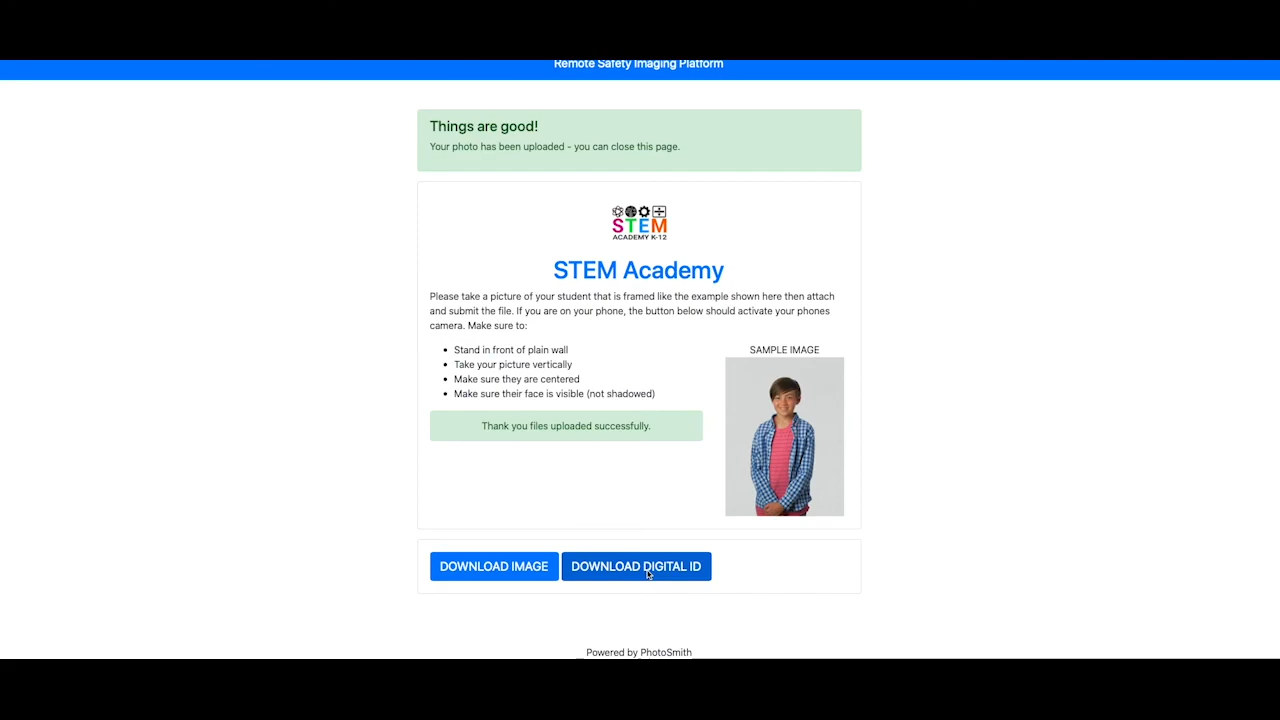 Remote Safety Imaging Platform
Things are good!
Your photo has been uploaded - you can close this page.
STEM
ACADEMY K-12
STEM Academy
Please take a picture of your student that is framed like the example shown here then attach
and submit the file. If you are on your phone, the button below should activate your phones
camera. Make sure to:
Stand in front of plain wall
Take your picture vertically
Make sure they are centered
Make sure their face is visible (not shadowed)
SAMPLE IMAGE
Thank you files uploaded successfully.
DOWNLOAD IMAGE
DOWNLOAD DIGITAL ID
Powered by PhotoSmith